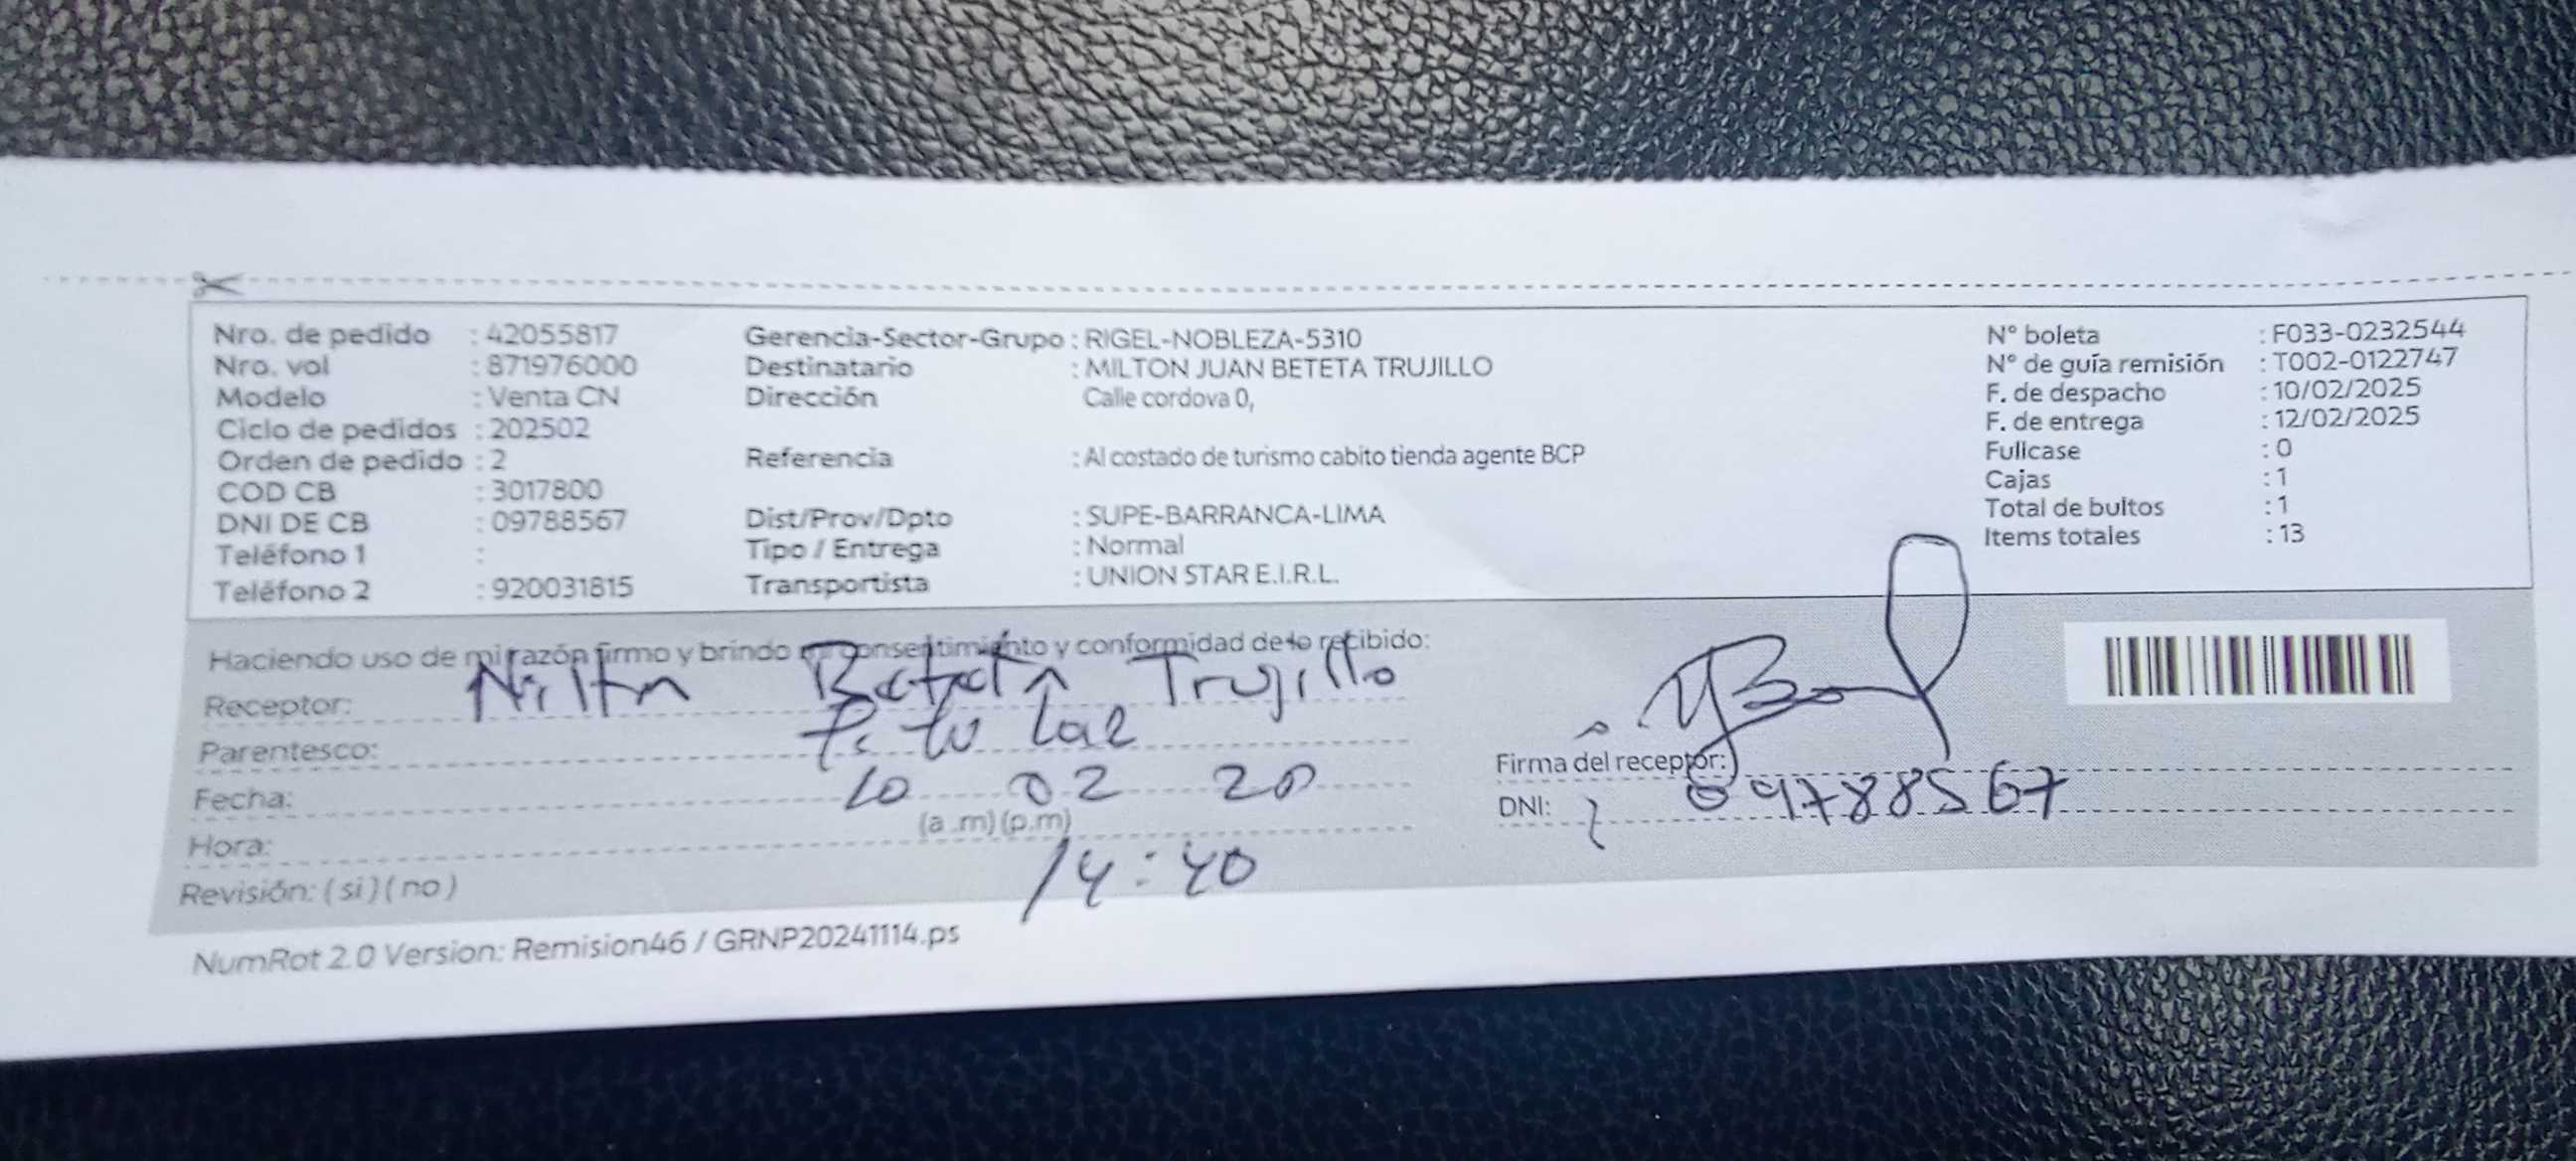 Nro. de pedido : 42055817
Nro. val : 871976000
Modelo : Venta CN
Ciclo de pedidos : 202502
Orden de pedido : 2
COD CB : 3017800
DNI DE CB : 09788567
Teléfono 1 :
Teléfono 2 : 920031815
Gerencia-Sector-Grupo : RIGEL-NOBLEZA-5310
Destinatario : MILTON JUAN BETETA TRUJILLO
Dirección Calle cordova 0,
Referencia : Al costado de turismo cabito tienda agente BCP
Dist/Prov/Dpto : SUPE-BARRANCA-LIMA
Tipo / Entrega : Normal
Transportista : UNION STAR E.I.R.L.
N° boleta : F033-0232544
N° de guía remisión : T002-0122747
F. de despacho : 10/02/2025
F. de entrega : 12/02/2025
Fullcase : 0
Cajas : 1
Total de bultos : 1
Items totales : 13
Haciendo uso de mi razón firmo y brindo mi consentimiento y conformidad de lo recibido:
Receptor: Trujillo
Parentesco:
Fecha: 10 02 20
(a .m) (p.m)
Hora: 14:40
Revisión: ( si ) ( no )
Firma del receptor:
DNI: 09788567
NumRot 2.0 Version: Remision46 / GRNP20241114.ps